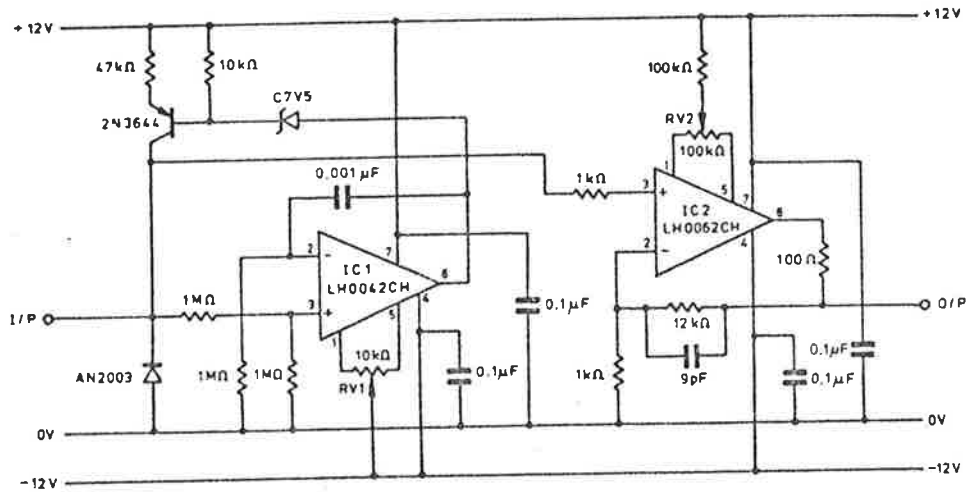 +12V
+12V
47kΩ
10kΩ
C7V5
2N3644
100kΩ
RV2
100kΩ
0.001µF
1kΩ
3
+
1
5
7
IC2
LH0062CH
6
2
-
4
100Ω
2
-
7
IC1
LH0042CH
6
I/P
1MΩ
3
+
1
5
4
0.1µF
12kΩ
9pF
O/P
AN2003
1MΩ
1MΩ
10kΩ
RV1
0.1µF
1kΩ
0.1µF
0.1µF
0V
0V
-12V
-12V